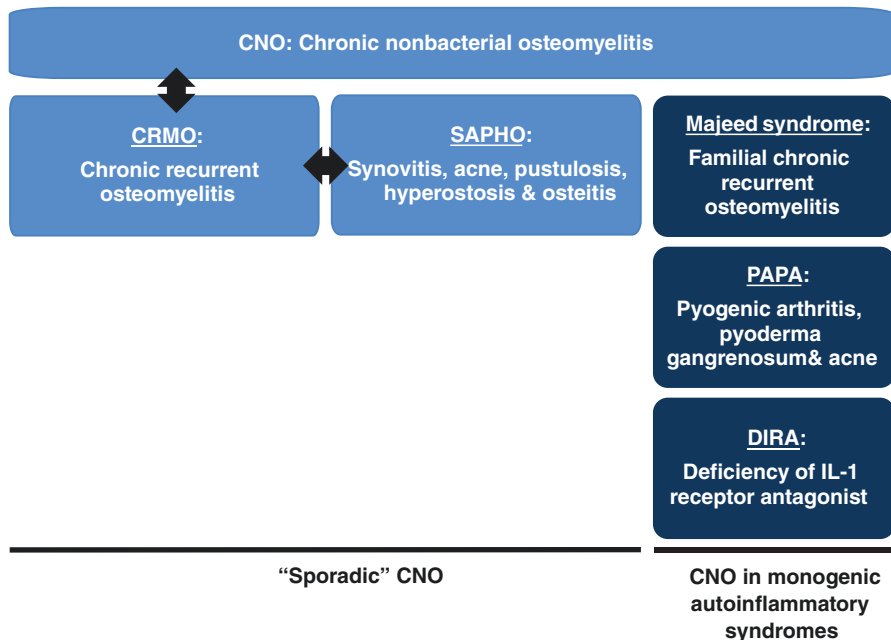 CNO: Chronic nonbacterial osteomyelitis
CRMO:
Chronic recurrent
osteomyelitis
SAPHO:
Synovitis, acne, pustulosis,
hyperostosis & osteitis
Majeed syndrome:
Familial chronic
recurrent
osteomyelitis
PAPA:
Pyogenic arthritis,
pyoderma
gangrenosum& acne
DIRA:
Deficiency of IL-1
receptor antagonist
“Sporadic” CNO
CNO in monogenic
autoinflammatory
syndromes